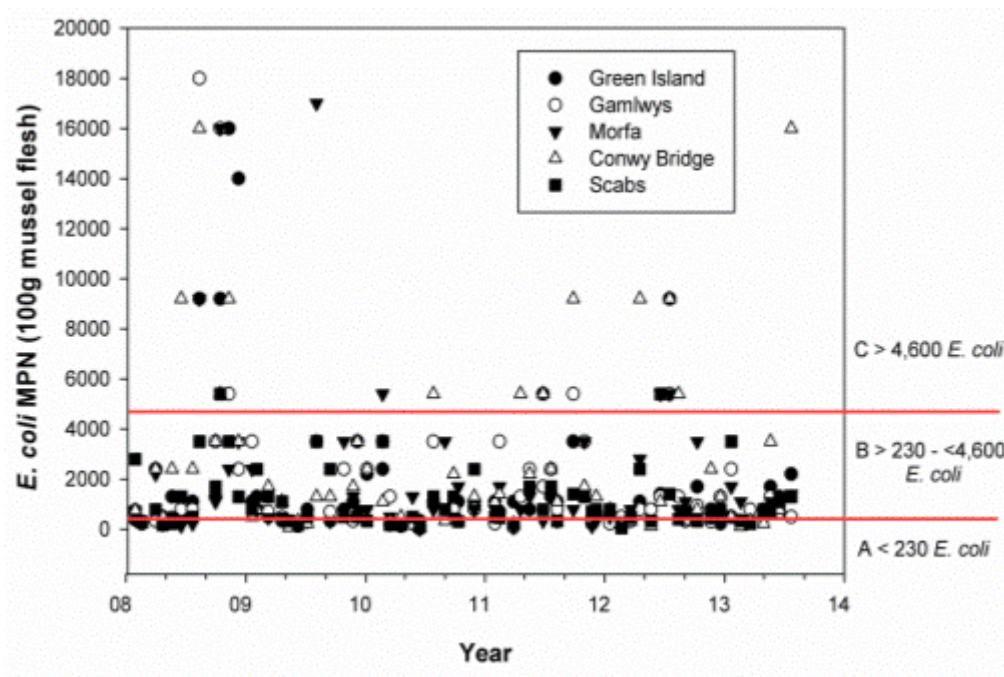 20000
18000
16000
14000
12000
10000
8000
6000
4000
2000
0
E. coli MPN (100g mussel flesh)
Green Island
Gamlwys
Morfa
Conwy Bridge
Scabs
C > 4,600 E. coli
B > 230 - <4,600
E. coli
A < 230 E. coli
08
09
10
11
12
13
14
Year